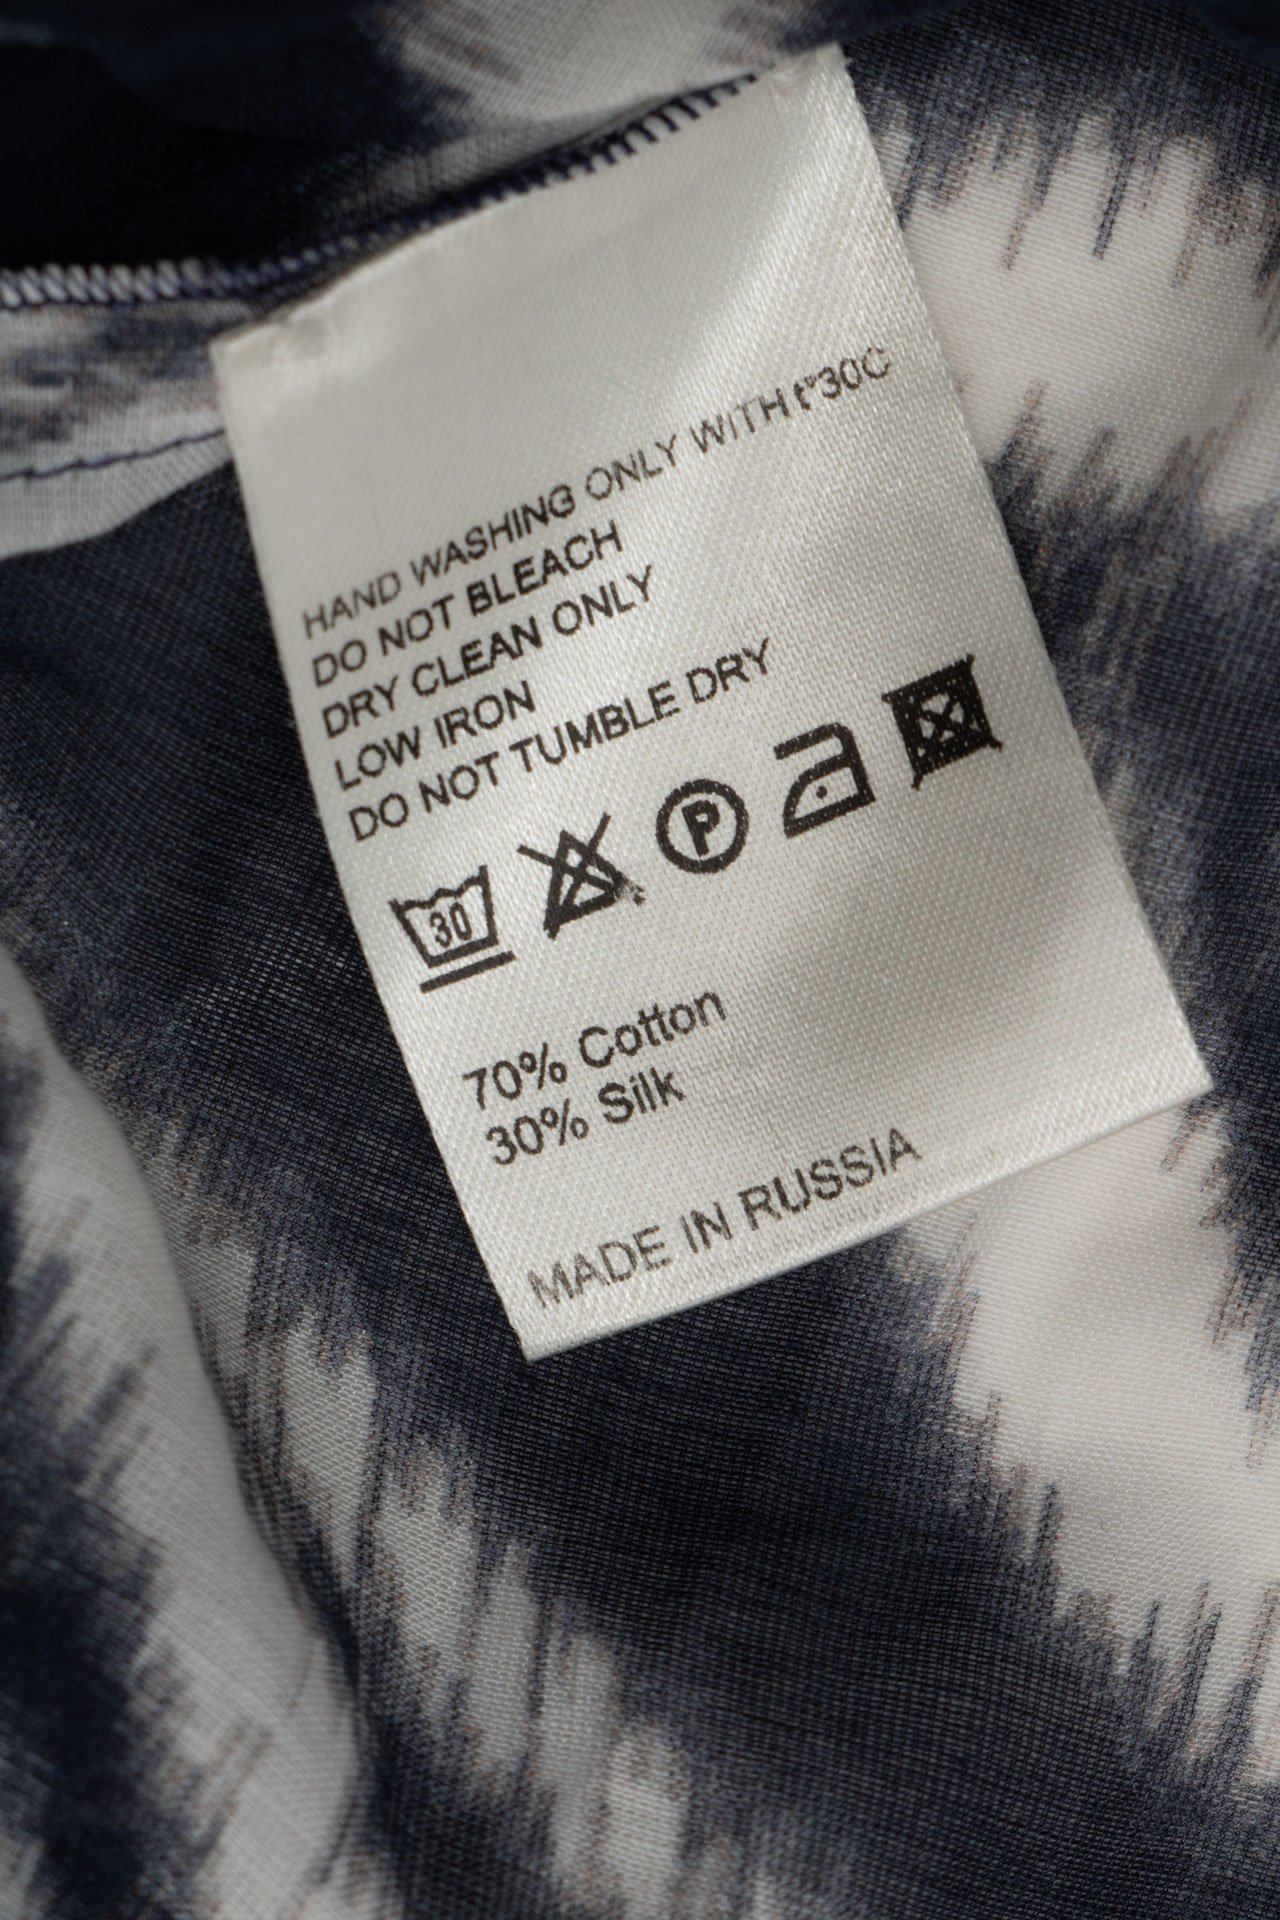 HAND WASHING ONLY WITH t°30C
DO NOT BLEACH
DRY CLEAN ONLY
LOW IRON
DO NOT TUMBLE DRY
30 P
70% Cotton
30% Silk
MADE IN RUSSIA